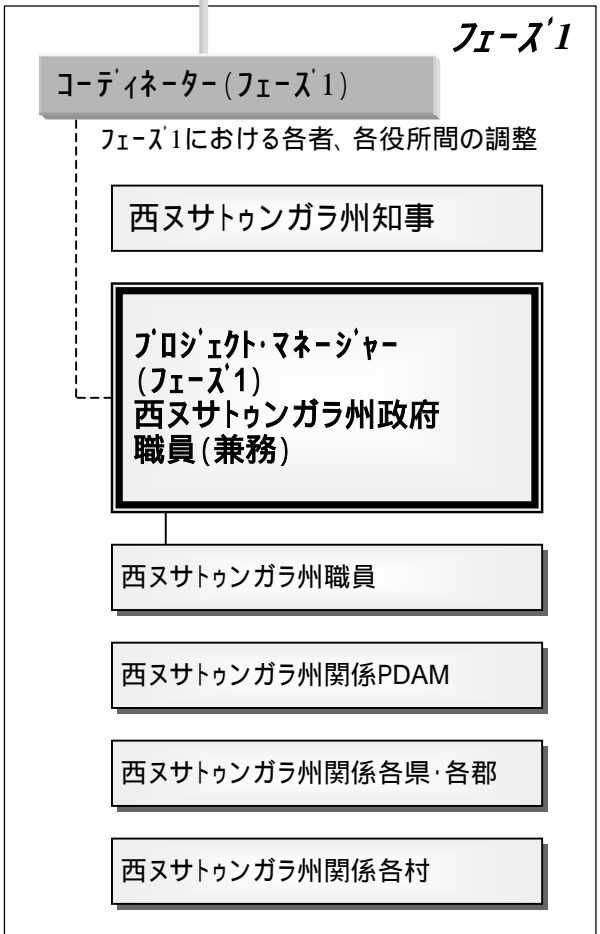 フェーズ1
コーディネーター(フェーズ1)
フェーズ1における各者、各役所間の調整
西ヌサトゥンガラ州知事
プロジェクト・マネージャー
(フェーズ1)
西ヌサトゥンガラ州政府
職員(兼務)
西ヌサトゥンガラ州職員
西ヌサトゥンガラ州関係PDAM
西ヌサトゥンガラ州関係各県・各郡
西ヌサトゥンガラ州関係各村